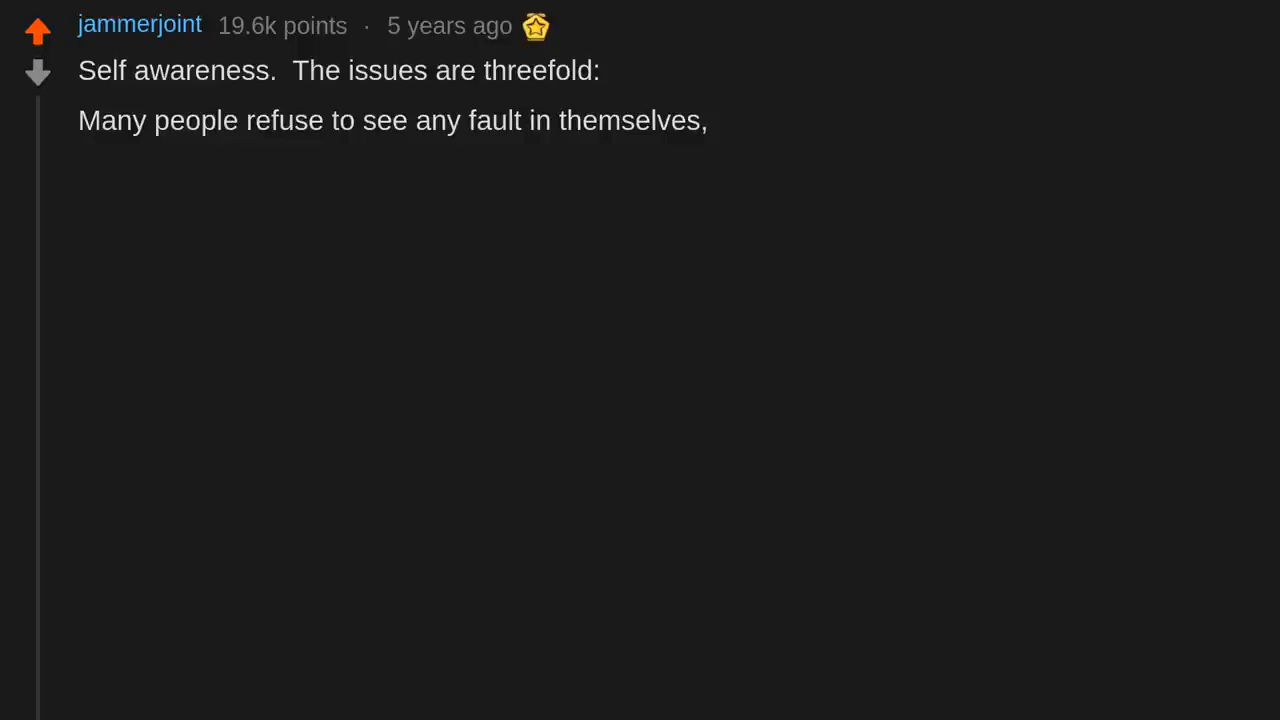 jammerjoint 19.6k points · 5 years ago
Self awareness. The issues are threefold:
Many people refuse to see any fault in themselves,